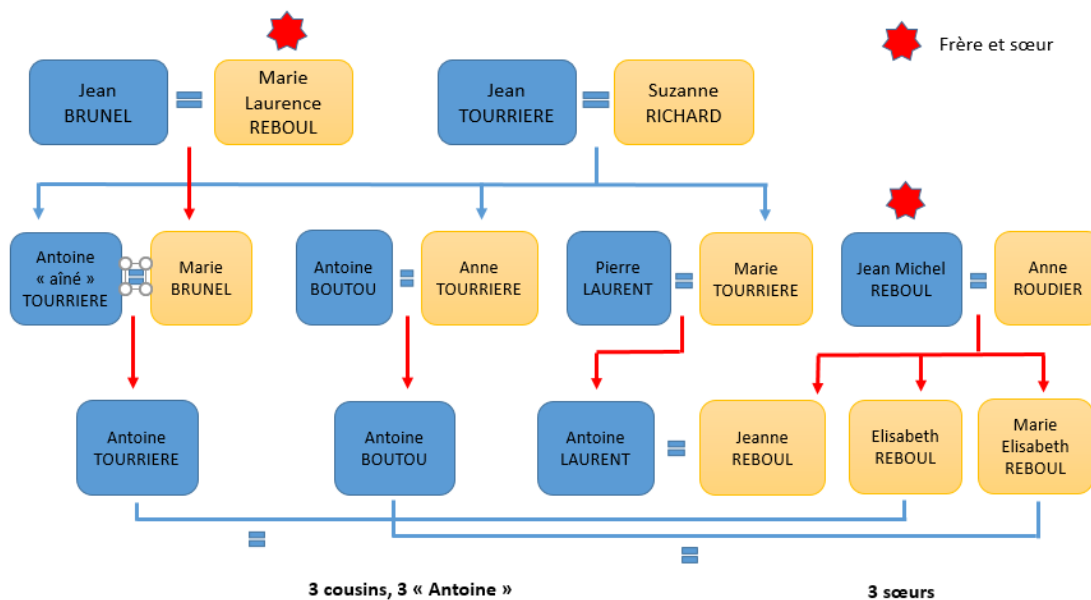 Frère et sœur
Jean
BRUNEL
Marie
Laurence
REBOUL
Jean
TOURRIERE
Suzanne
RICHARD
Antoine
« aîné »
TOURRIERE
Marie
BRUNEL
Antoine
BOUTOU
Anne
TOURRIERE
Pierre
LAURENT
Marie
TOURRIERE
Jean Michel
REBOUL
Anne
ROUDIER
Antoine
TOURRIERE
Antoine
BOUTOU
Antoine
LAURENT
Jeanne
REBOUL
Elisabeth
REBOUL
Marie
Elisabeth
REBOUL
3 cousins, 3 « Antoine »
3 sœurs